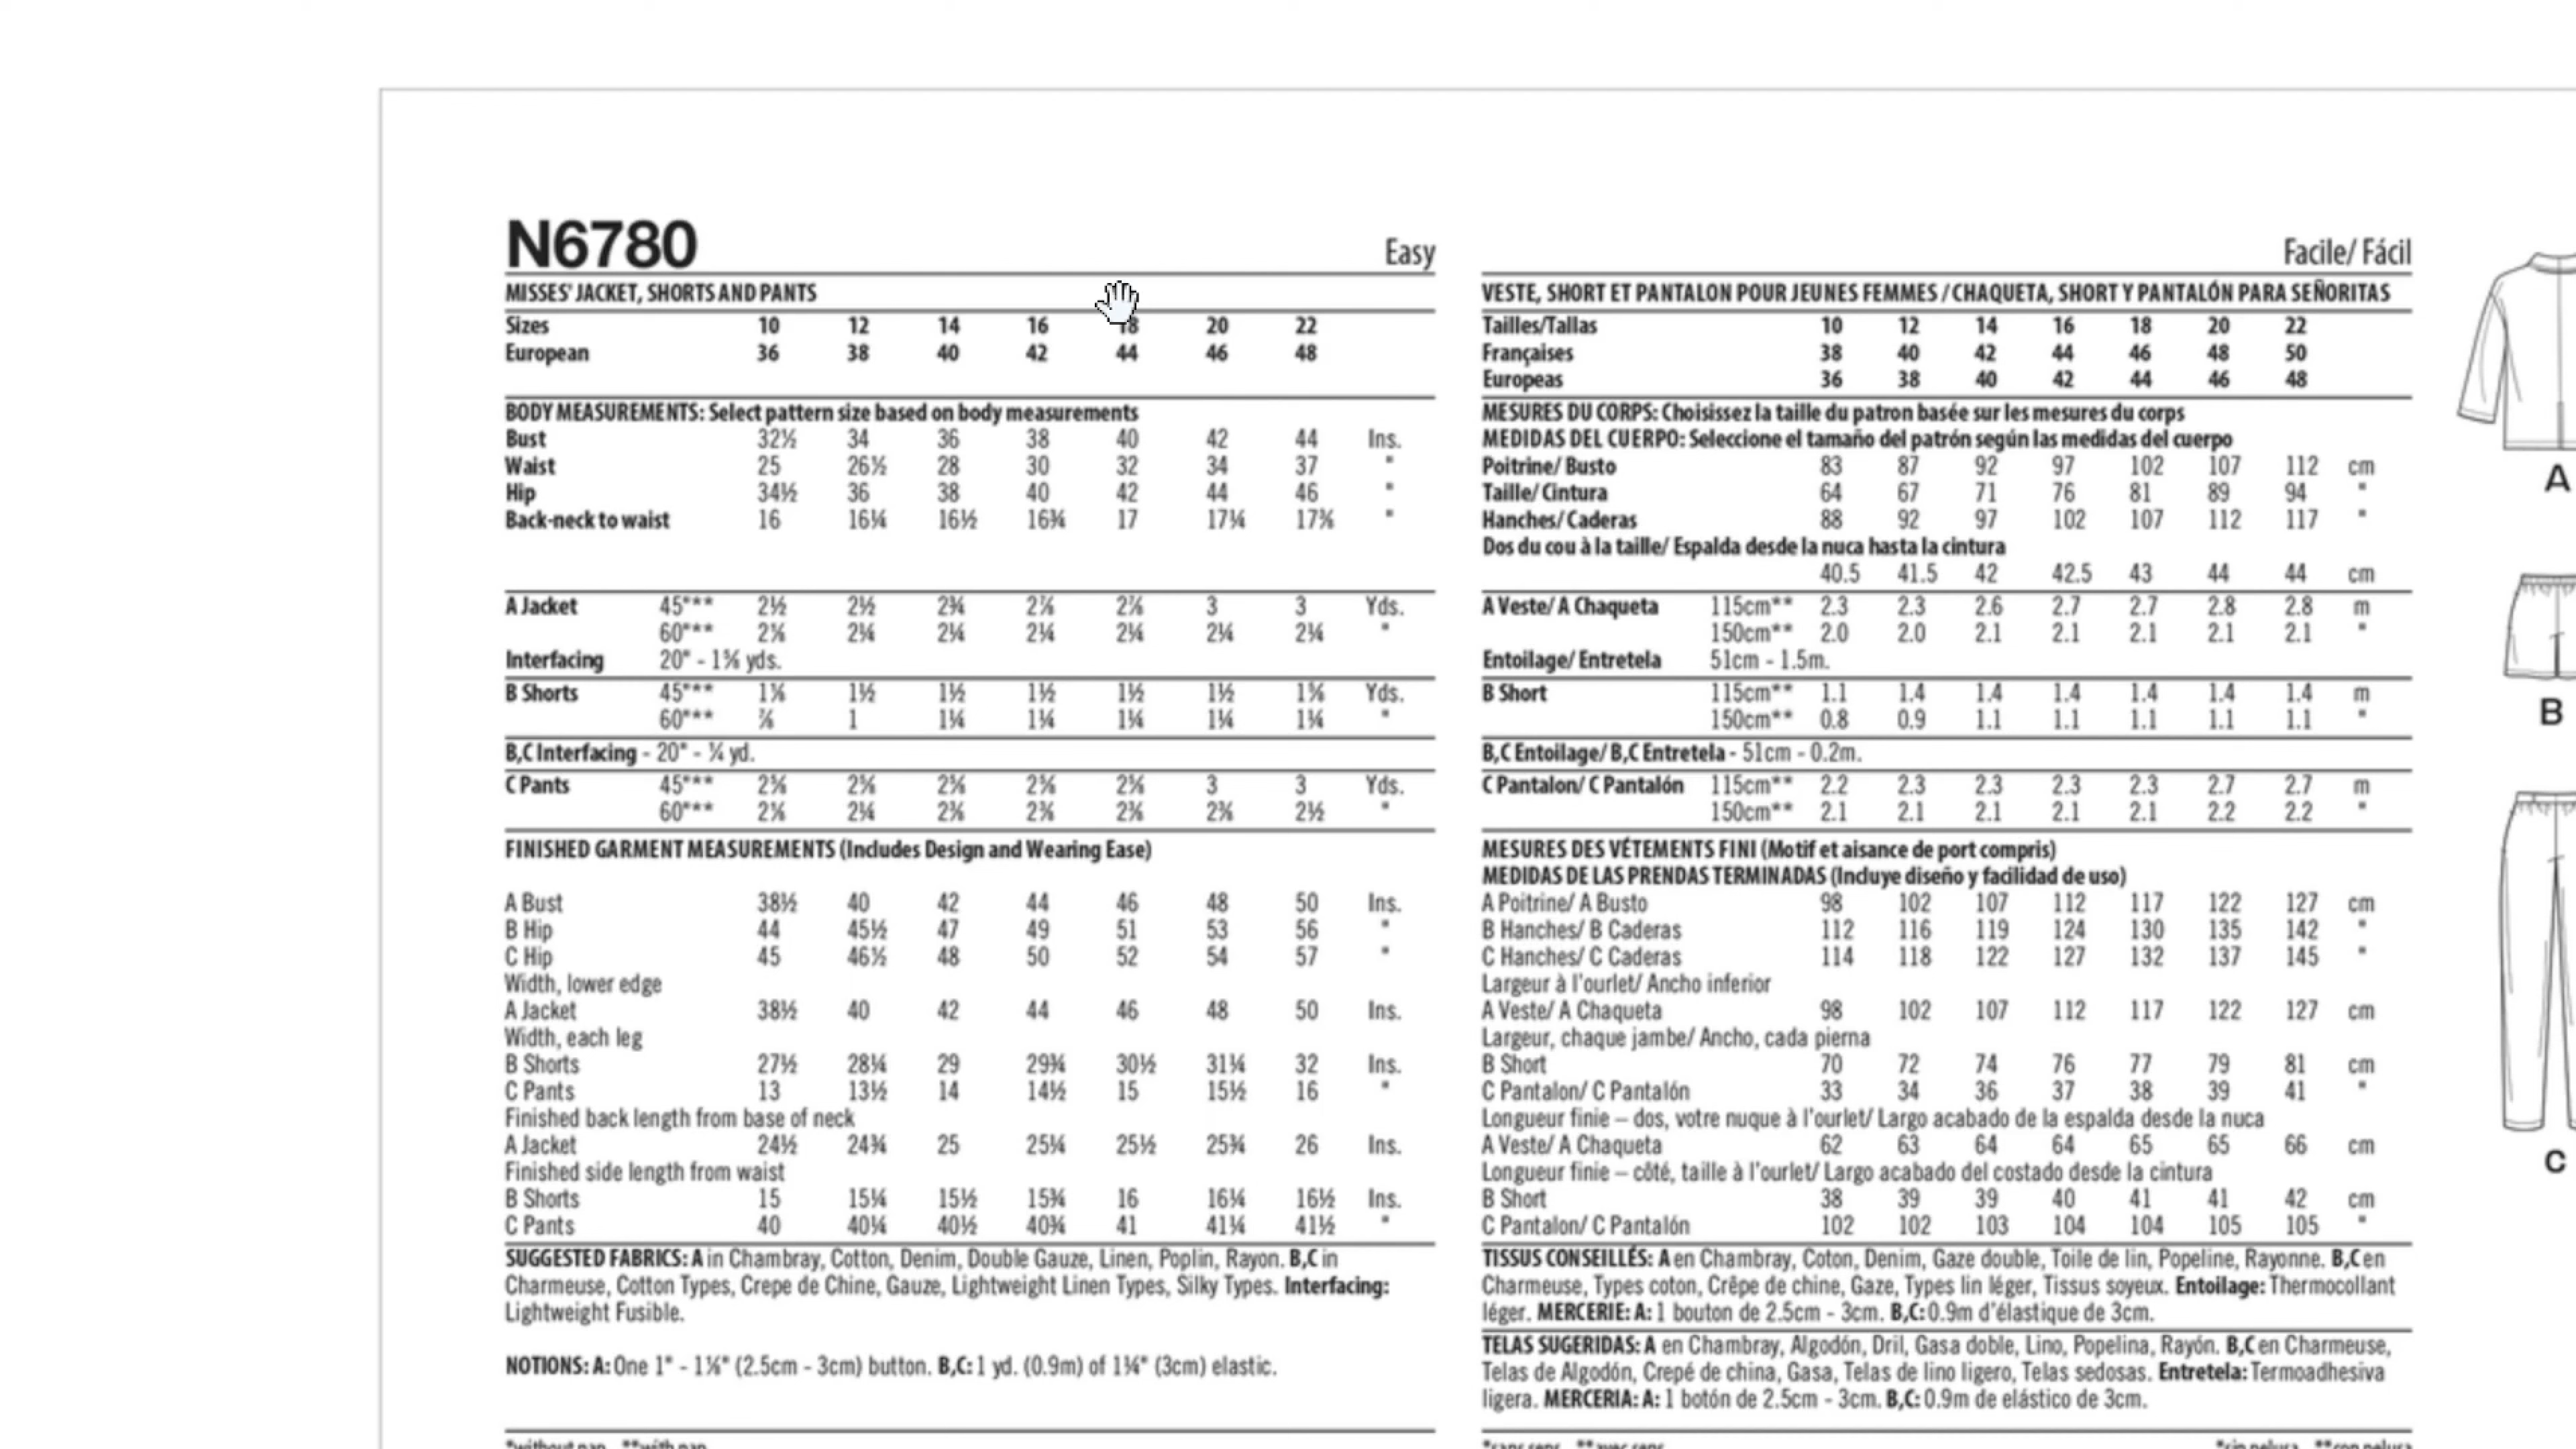 N6780
Easy
MISSES' JACKET, SHORTS AND PANTS
Sizes 10 12 14 16 18 20 22
European 36 38 40 42 44 46 48
BODY MEASUREMENTS: Select pattern size based on body measurements
Bust 32½ 34 36 38 40 42 44 Ins.
Waist 25 26½ 28 30 32 34 37 "
Hip 34½ 36 38 40 42 44 46 "
Back-neck to waist 16 16¼ 16½ 16¾ 17 17¼ 17⅜ "
A Jacket 45"** 2½ 2½ 2¾ 2⅞ 2⅞ 3 3 Yds.
60"** 2¼ 2¼ 2¼ 2¼ 2¼ 2¼ "
Interfacing 20" - 1⅝ yds.
B Shorts 45"** 1½ 1½ 1½ 1½ 1½ Yds.
60"** ⅞ 1 1¼ 1¼ 1¼ 1¼ 1¼ "
B,C Interfacing - 20" - ¼ yd.
C Pants 45"** 3 3 Yds.
60"** 2¼ 2⅜ 2⅜ 2⅜ 2⅜ 2½ "
FINISHED GARMENT MEASUREMENTS (Includes Design and Wearing Ease)
A Bust 38½ 40 42 44 46 48 50 Ins.
B Hip 44 45½ 47 49 51 53 56 "
C Hip 45 46½ 48 50 52 54 57 "
Width, lower edge
A Jacket 38½ 40 42 44 46 48 50 Ins.
Width, each leg
B Shorts 27½ 28¼ 29 29¾ 30½ 31¼ 32 Ins.
C Pants 13 13½ 14 14½ 15 15½ 16 "
Finished back length from base of neck
A Jacket 24½ 24¾ 25 25¼ 25½ 25¾ 26 Ins.
Finished side length from waist
B Shorts 15 15¼ 15½ 15¾ 16 16¼ 16½ Ins.
C Pants 40 40¼ 40½ 40¾ 41 41¼ 41½ "
SUGGESTED FABRICS: A in Chambray, Cotton, Denim, Double Gauze, Linen, Poplin, Rayon. B,C in
Charmeuse, Cotton Types, Crepe de Chine, Gauze, Lightweight Linen Types, Silky Types. Interfacing:
Lightweight Fusible.
NOTIONS: A: One 1" - 1⅛" (2.5cm - 3cm) button. B,C: 1 yd. (0.9m) of 1¼" (3cm) elastic.
*without nap **with nap
Facile/ Fácil
VESTE, SHORT ET PANTALON POUR JEUNES FEMMES / CHAQUETA, SHORT Y PANTALÓN PARA SEÑORITAS
Tailles/Tallas 10 12 14 16 18 20 22
Françaises 38 40 42 44 46 48 50
Europeas 36 38 40 42 44 46 48
MESURES DU CORPS: Choisissez la taille du patron basée sur les mesures du corps
MEDIDAS DEL CUERPO: Seleccione el tamaño del patrón según las medidas del cuerpo
Poitrine/ Busto 83 87 92 97 102 107 112 cm
Taille/ Cintura 64 67 71 76 81 89 94 "
Hanches/ Caderas 88 92 97 102 107 112 117 "
Dos du cou à la taille/ Espalda desde la nuca hasta la cintura
40.5 41.5 42 42.5 43 44 44 cm
A Veste/ A Chaqueta 115cm** 2.3 2.3 2.6 2.7 2.7 2.8 2.8 m
150cm** 2.0 2.0 2.1 2.1 2.1 2.1 2.1 "
Entoilage/ Entretela 51cm - 1.5m.
B Short 115cm** 1.1 1.4 1.4 1.4 1.4 1.4 1.4 m
150cm** 0.8 0.9 1.1 1.1 1.1 1.1 1.1 "
B,C Entoilage/ B,C Entretela - 51cm - 0.2m.
C Pantalon/ C Pantalón 115cm** 2.2 2.3 2.3 2.3 2.3 2.7 2.7 m
150cm** 2.1 2.1 2.1 2.1 2.1 2.2 2.2 "
MESURES DES VÉTEMENTS FINI (Motif et aisance de port compris)
MEDIDAS DE LAS PRENDAS TERMINADAS (Incluye diseño y facilidad de uso)
A Poitrine/ A Busto 98 102 107 112 117 122 127 cm
B Hanches/ B Caderas 112 116 119 124 130 135 142 "
C Hanches/ C Caderas 114 118 122 127 132 137 145 "
Largeur à l'ourlet/ Ancho inferior
A Veste/ A Chaqueta 98 102 107 112 117 122 127 cm
Largeur, chaque jambe/ Ancho, cada pierna
B Short 70 72 74 76 77 79 81 cm
C Pantalon/ C Pantalón 33 34 36 37 38 39 41 "
Longueur finie – dos, votre nuque à l'ourlet/ Largo acabado de la espalda desde la nuca
A Veste/ A Chaqueta 62 63 64 64 65 65 66 cm
Longueur finie – côté, taille à l'ourlet/ Largo acabado del costado desde la cintura
B Short 38 39 39 40 41 41 42 cm
C Pantalon/ C Pantalón 102 102 103 104 104 105 105 "
TISSUS CONSEILLÉS: A en Chambray, Coton, Denim, Gaze double, Toile de lin, Popeline, Rayonne. B,C en
Charmeuse, Types coton, Crêpe de chine, Gaze, Types lin léger, Tissus soyeux. Entoilage: Thermocollant
léger. MERCERIE: A: 1 bouton de 2.5cm - 3cm. B,C: 0.9m d'élastique de 3cm.
TELAS SUGERIDAS: A en Chambray, Algodón, Dril, Gasa doble, Lino, Popelina, Rayón. B,C en Charmeuse,
Telas de Algodón, Crepé de china, Gasa, Telas de lino ligero, Telas sedosas. Entretela: Termoadhesiva
ligera. MERCERIA: A: 1 botón de 2.5cm - 3cm. B,C: 0.9m de elástico de 3cm.
*sans sens **avec sens
*sin pelusa **con pelusa
A
B
C